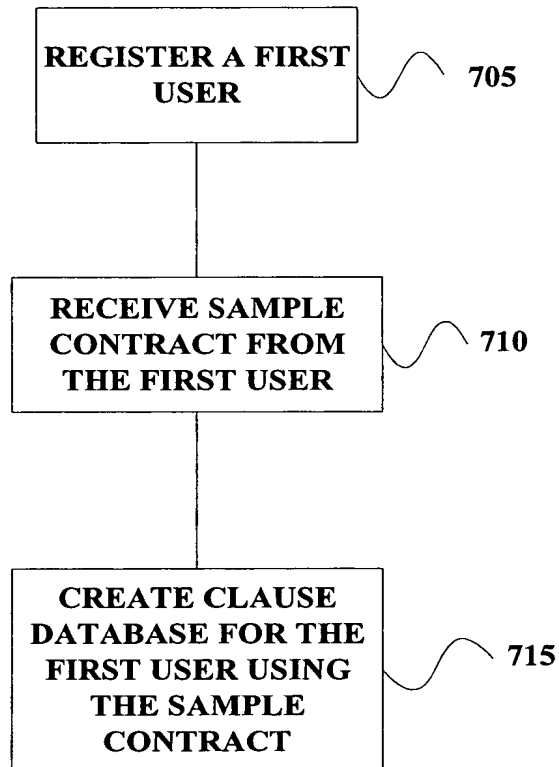 REGISTER A FIRST
USER
705
RECEIVE SAMPLE
CONTRACT FROM
THE FIRST USER
710
CREATE CLAUSE
DATABASE FOR THE
FIRST USER USING
THE SAMPLE
CONTRACT
715